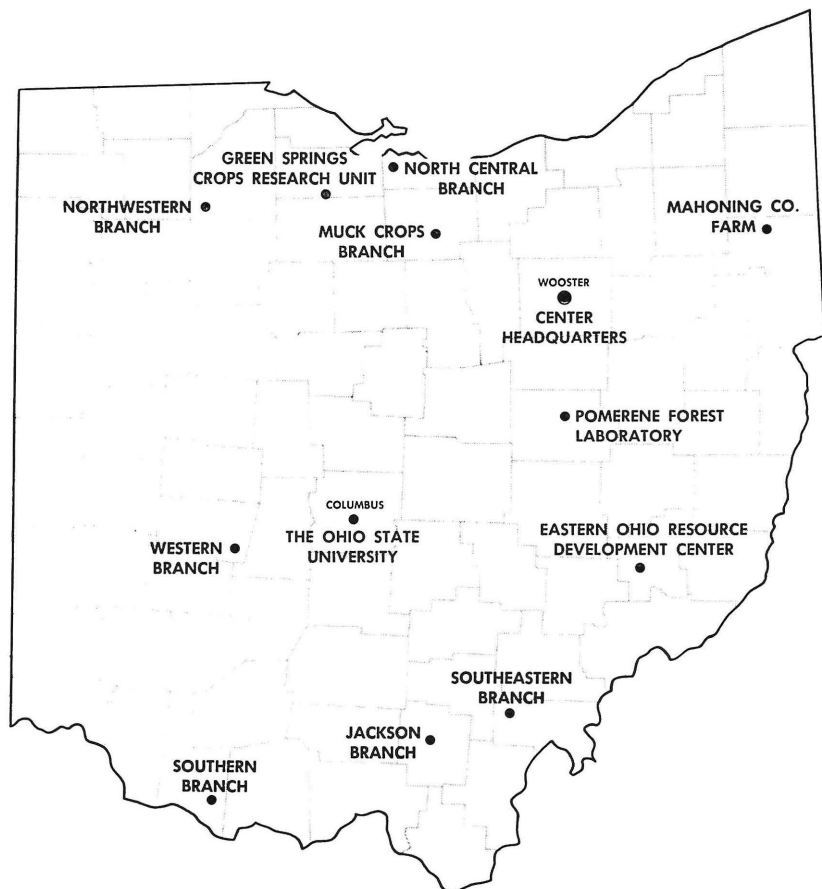 GREEN SPRINGS
CROPS RESEARCH UNIT
NORTH CENTRAL
BRANCH
NORTHWESTERN
BRANCH
MUCK CROPS
BRANCH
MAHONING CO.
FARM
WOOSTER
CENTER
HEADQUARTERS
POMERENE FOREST
LABORATORY
COLUMBUS
THE OHIO STATE
UNIVERSITY
WESTERN
BRANCH
EASTERN OHIO RESOURCE
DEVELOPMENT CENTER
SOUTHEASTERN
BRANCH
JACKSON
BRANCH
SOUTHERN
BRANCH